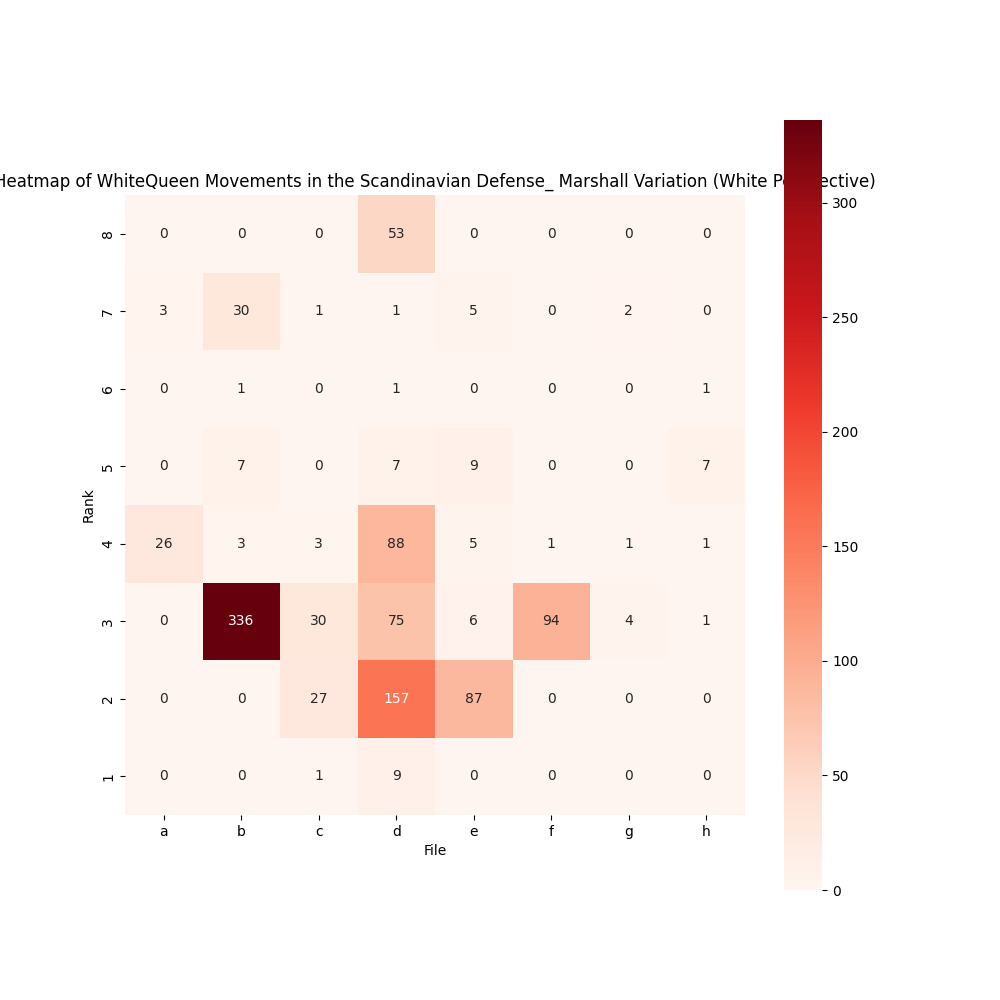 Heatmap of WhiteQueen Movements in the Scandinavian Defense_ Marshall Variation (White
8 0 0 0 53 0 0 0 0
7 3 30 1 1 5 0 2 0
6 0 1 0 1 0 0 0 1
5 0 7 0 7 9 0 0 7
Rank
4 26 3 3 88 5 1 1 1
3 0 336 30 75 6 94 4 1
2 0 0 27 157 87 0 0 0
1 0 0 1 9 0 0 0 0
a b c d e f g h
File
300
250
200
150
100
50
0